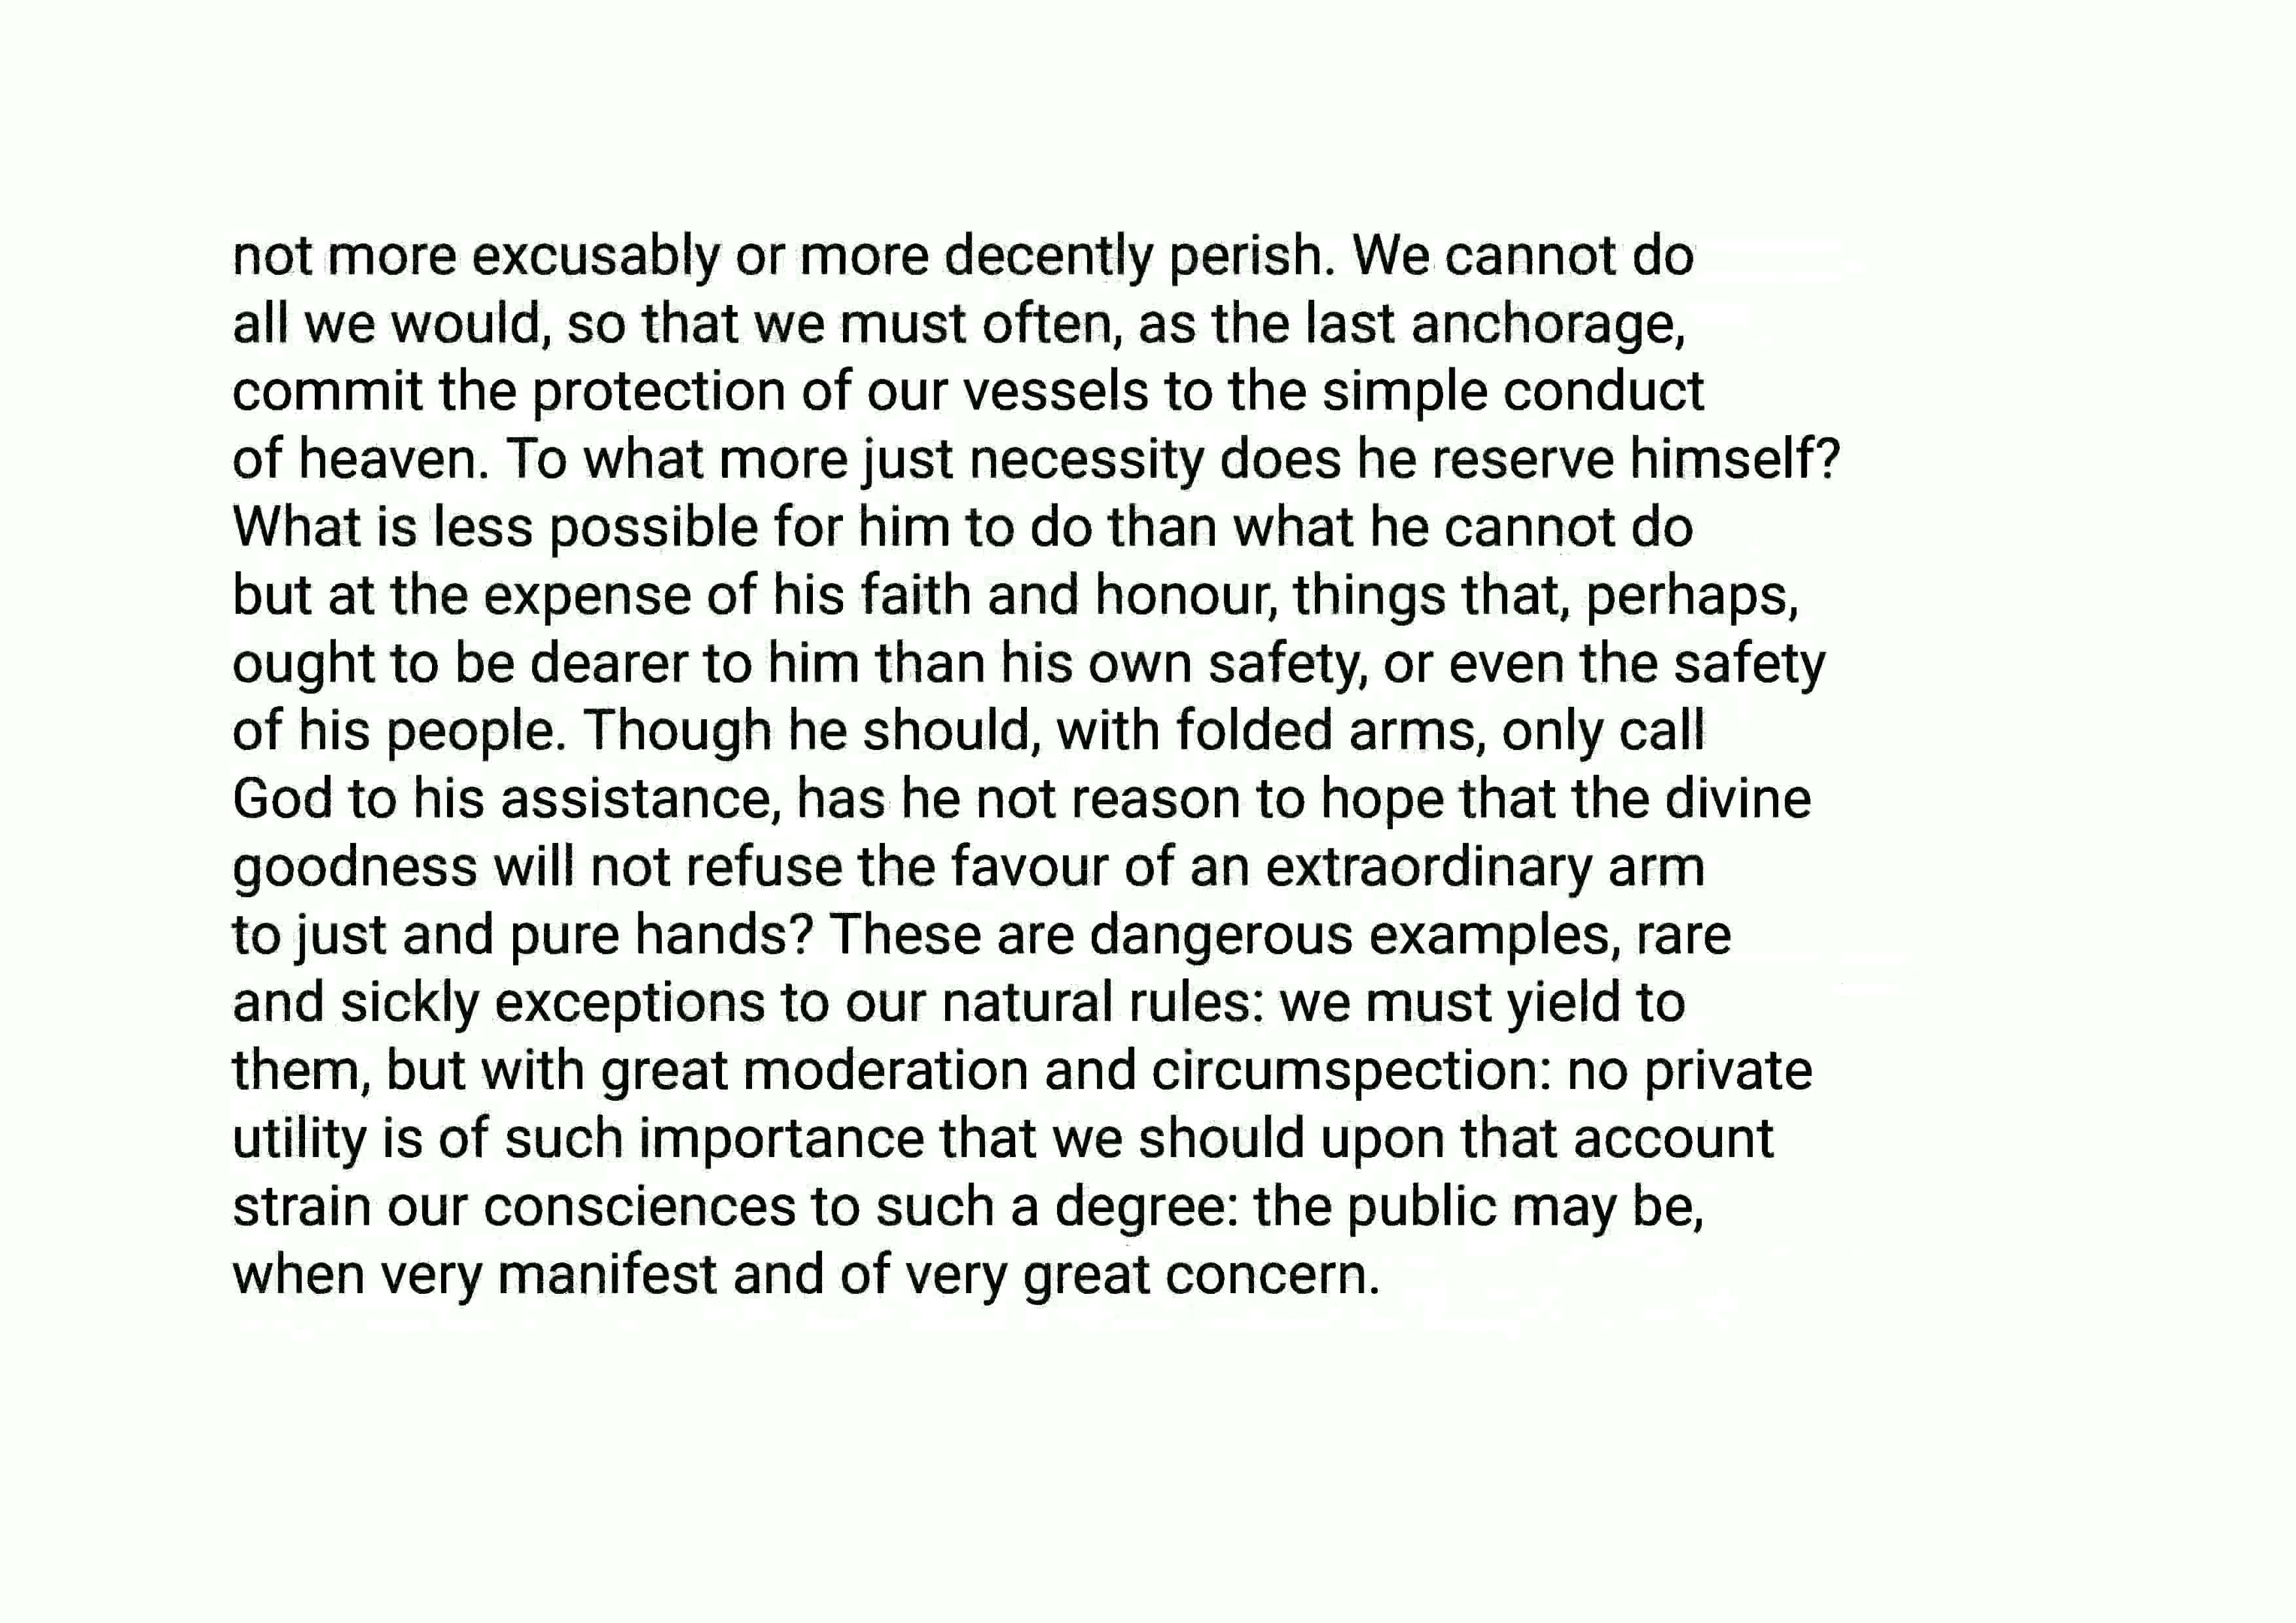 not more excusably or more decently perish. We cannot do
all we would, so that we must often, as the last anchorage,
commit the protection of our vessels to the simple conduct
of heaven. To what more just necessity does he reserve himself?
What is less possible for him to do than what he cannot do
but at the expense of his faith and honour, things that, perhaps,
ought to be dearer to him than his own safety, or even the safety
of his people. Though he should, with folded arms, only call
God to his assistance, has he not reason to hope that the divine
goodness will not refuse the favour of an extraordinary arm
to just and pure hands? These are dangerous examples, rare
and sickly exceptions to our natural rules: we must yield to
them, but with great moderation and circumspection: no private
utility is of such importance that we should upon that account
strain our consciences to such a degree: the public may be,
when very manifest and of very great concern.